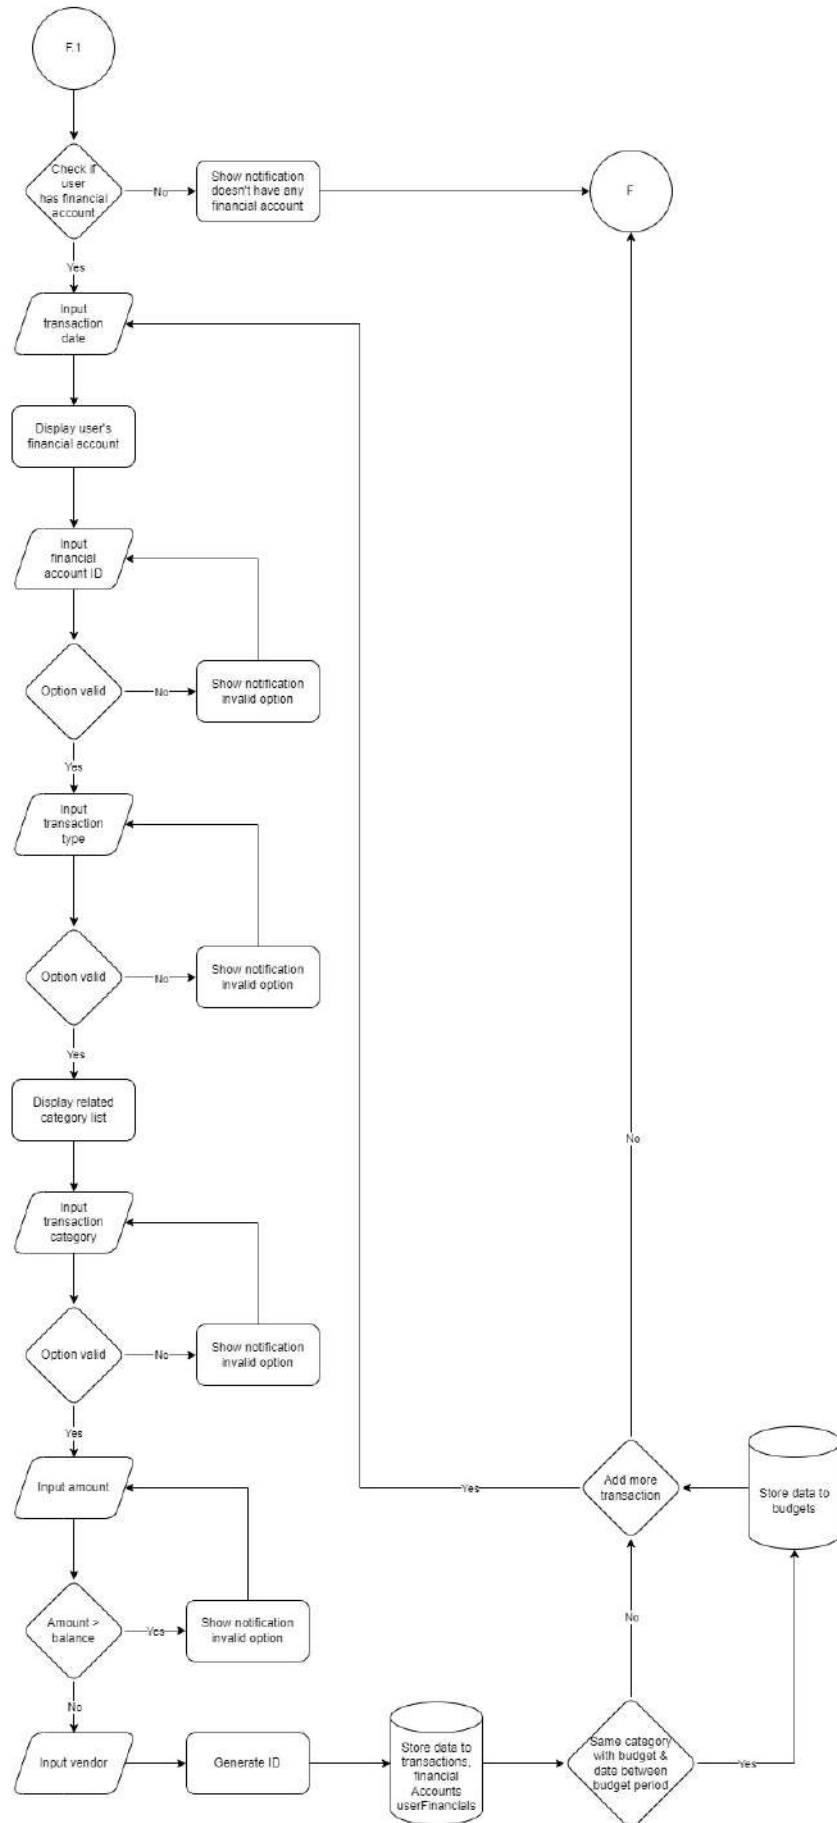 F.1
Check if
user
has financial
account
No
Show notification
doesn't have any
financial account
F
Yes
Input
transaction
date
Display user's
financial account
Input
financial
account ID
Option valid
No
Show notification
invalid option
Yes
Input
transaction
type
Option valid
No
Show notification
invalid option
Yes
Display related
category list
No
Input
transaction
category
Option valid
No
Show notification
invalid option
Yes
Input amount
Yes
Add more
transaction
Store data to
budgets
Amount >
balance
Yes
Show notification
invalid option
No
No
Input vendor
Generate ID
Store data to
transactions,
financial
Accounts
userFinancials
Same category
with budget &
date between
budget period
Yes